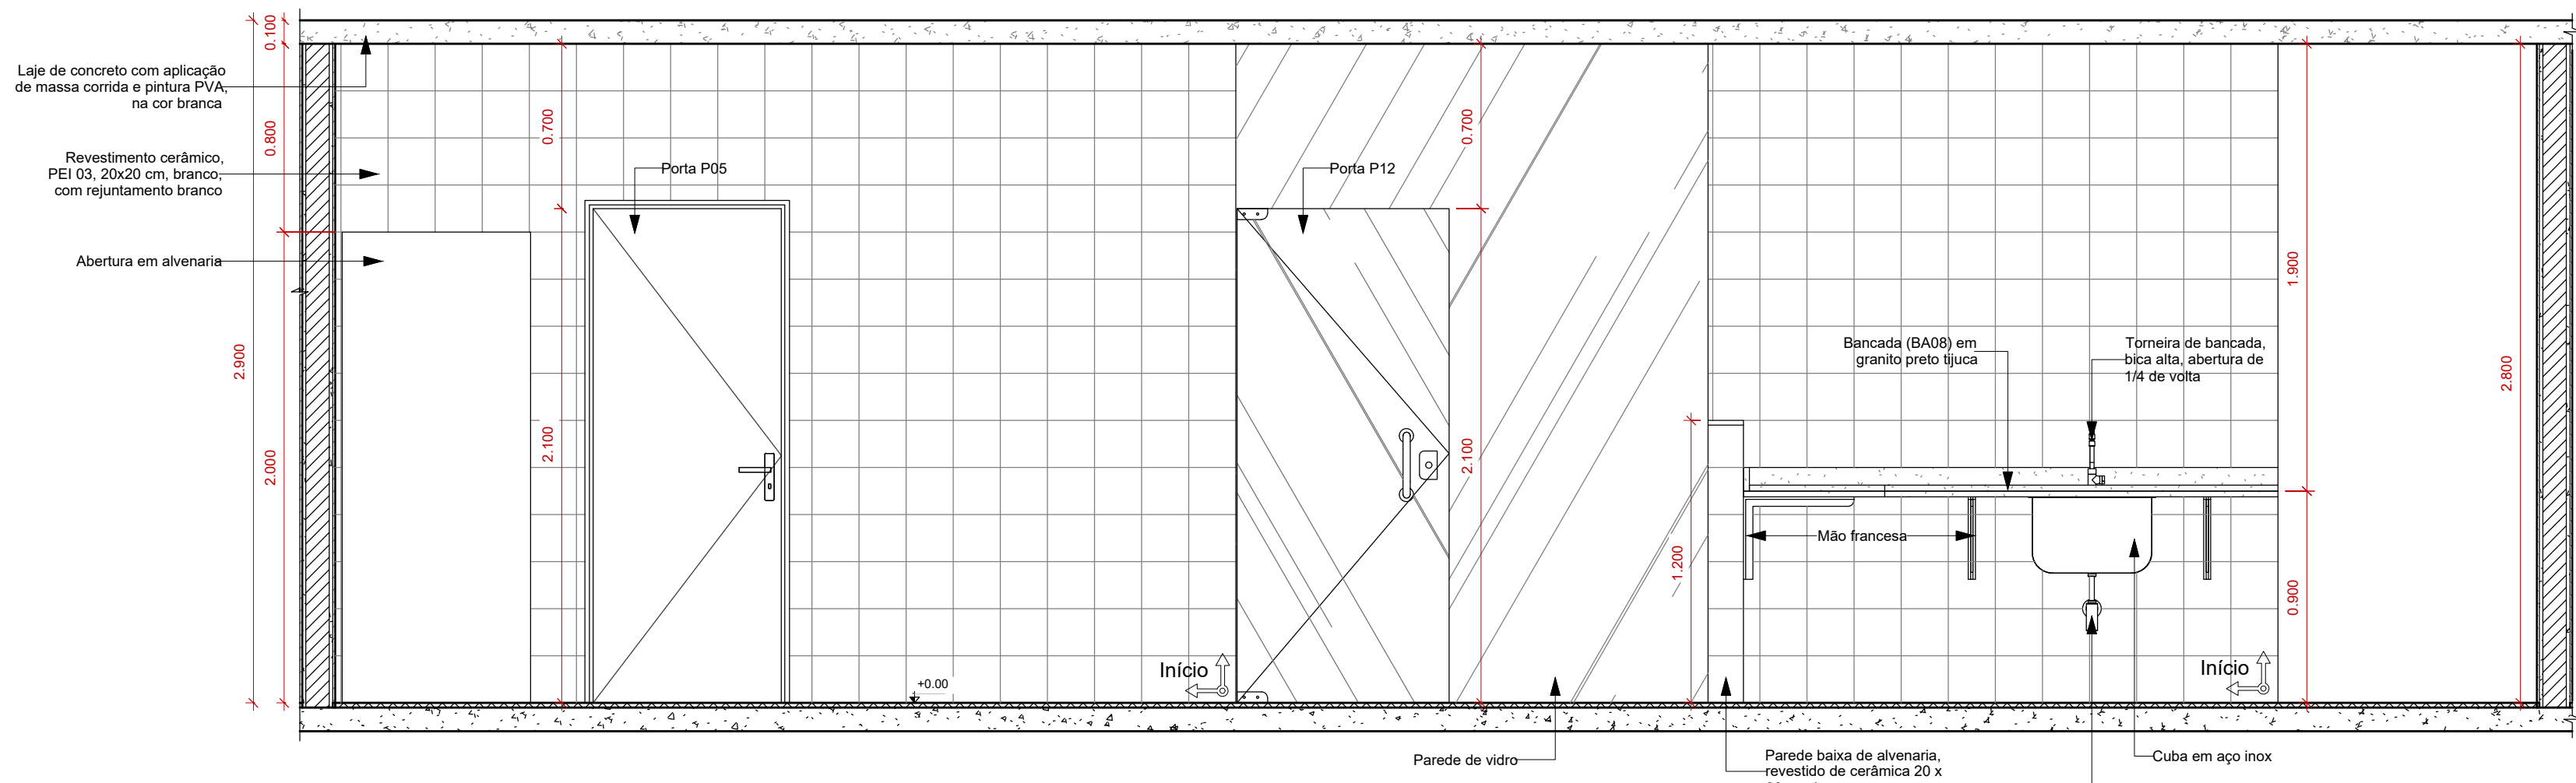 0.100
Laje de concreto com aplicação
de massa corrida e pintura PVA,
na cor branca
0.800
0.700
0.700
Revestimento cerâmico,
PEI 03, 20x20 cm, branco,
com rejuntamento branco
Porta P05
Porta P12
Abertura em alvenaria
1.900
2.900
Bancada (BA08) em
granito preto tijuca
Torneira de bancada,
bica alta, abertura de
1/4 de volta
2.800
2.000
2.100
2.100
Mão francesa
1.200
0.900
Início
Início
+0.00
Parede de vidro
Parede baixa de alvenaria,
revestido de cerâmica 20 x
Cuba em aço inox